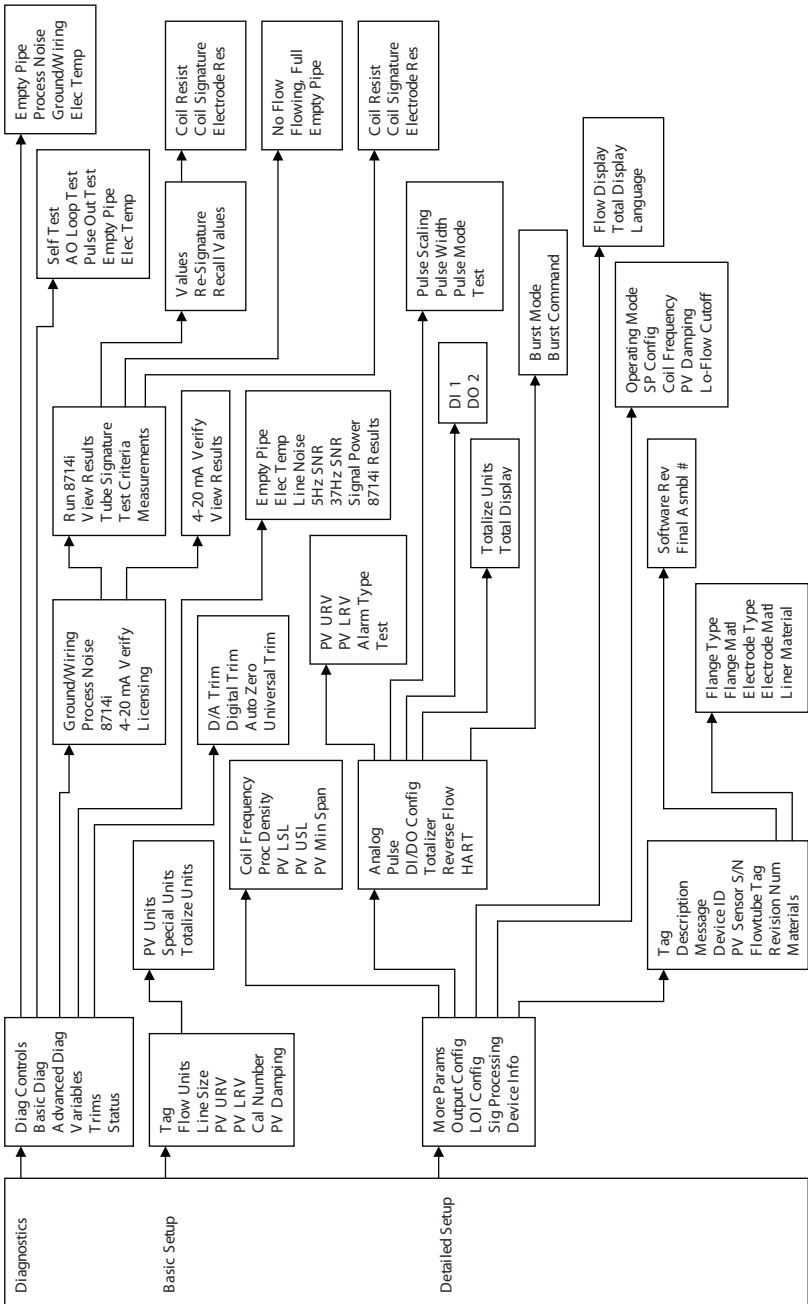 Diagnostics
Basic Setup
Detailed Setup
Diag Controls
Basic Diag
Advanced Diag
Variables
Trims
Status
Tag
Flow Units
Line Size
PV URV
PV LRV
Cal Number
PV Damping
More Params
Output Config
LOI Config
Sig Processing
Device Info
PV Units
Special Units
Totalize Units
Coil Frequency
Proc Density
PV LSL
PV USL
PV Min Span
Analog
Pulse
DI/DO Config
Totalizer
Reverse Flow
HART
Tag
Description
Message
Device ID
PV Sensor S/N
Flowtube Tag
Revision Num
Materials
Ground/Wiring
Process Noise
8714i
4-20 mA Verify
Licensing
D/A Trim
Digital Trim
Auto Zero
Universal Trim
PV URV
PV LRV
Alarm Type
Test
Run 8714i
View Results
Tube Signature
Test Criteria
Measurements
4-20 mA Verify
View Results
Empty Pipe
Elec Temp
Line Noise
5Hz SNR
37Hz SNR
Signal Power
8714i Results
Self Test
AO Loop Test
Pulse Out Test
Empty Pipe
Elec Temp
Values
Re-Signature
Recall Values
Pulse Scaling
Pulse Width
Pulse Mode
Test
DI 1
DO 2
Totalize Units
Total Display
Burst Mode
Burst Command
Flow Display
Total Display
Language
Operating Mode
SP Config
Coil Frequency
PV Damping
Lo-Flow Cutoff
Software Rev
Final Asmbl #
Flange Type
Flange Matl
Electrode Type
Electrode Matl
Liner Material
Empty Pipe
Process Noise
Ground/Wiring
Elec Temp
Coil Resist
Coil Signature
Electrode Res
No Flow
Flowing, Full
Empty Pipe
Coil Resist
Coil Signature
Electrode Res